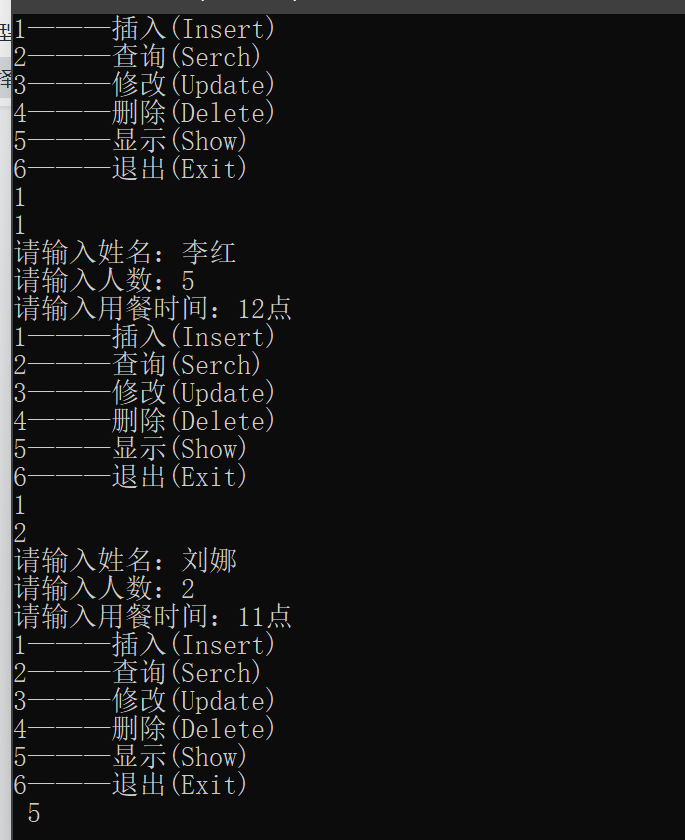 1———插入(Insert)
2———查询(Serch)
3———修改(Update)
4———删除(Delete)
5———显示(Show)
6———退出(Exit)
1
1
请输入姓名：李红
请输入人数：5
请输入用餐时间：12点
1———插入(Insert)
2———查询(Serch)
3———修改(Update)
4———删除(Delete)
5———显示(Show)
6———退出(Exit)
1
2
请输入姓名：刘娜
请输入人数：2
请输入用餐时间：11点
1———插入(Insert)
2———查询(Serch)
3———修改(Update)
4———删除(Delete)
5———显示(Show)
6———退出(Exit)
5